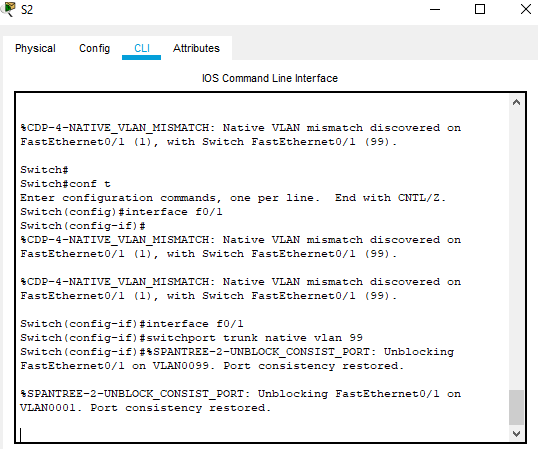 S2
Physical Config CLI Attributes
IOS Command Line Interface
%CDP-4-NATIVE_VLAN_MISMATCH: Native VLAN mismatch discovered on
FastEthernet0/1 (1), with Switch FastEthernet0/1 (99).
Switch#
Switch#conf t
Enter configuration commands, one per line.  End with CNTL/Z.
Switch(config)#interface f0/1
Switch(config-if)#
%CDP-4-NATIVE_VLAN_MISMATCH: Native VLAN mismatch discovered on
FastEthernet0/1 (1), with Switch FastEthernet0/1 (99).
%CDP-4-NATIVE_VLAN_MISMATCH: Native VLAN mismatch discovered on
FastEthernet0/1 (1), with Switch FastEthernet0/1 (99).
Switch(config-if)#interface f0/1
Switch(config-if)#switchport trunk native vlan 99
Switch(config-if)#%SPANTREE-2-UNBLOCK_CONSIST_PORT: Unblocking
FastEthernet0/1 on VLAN0099. Port consistency restored.
%SPANTREE-2-UNBLOCK_CONSIST_PORT: Unblocking FastEthernet0/1 on
VLAN0001. Port consistency restored.